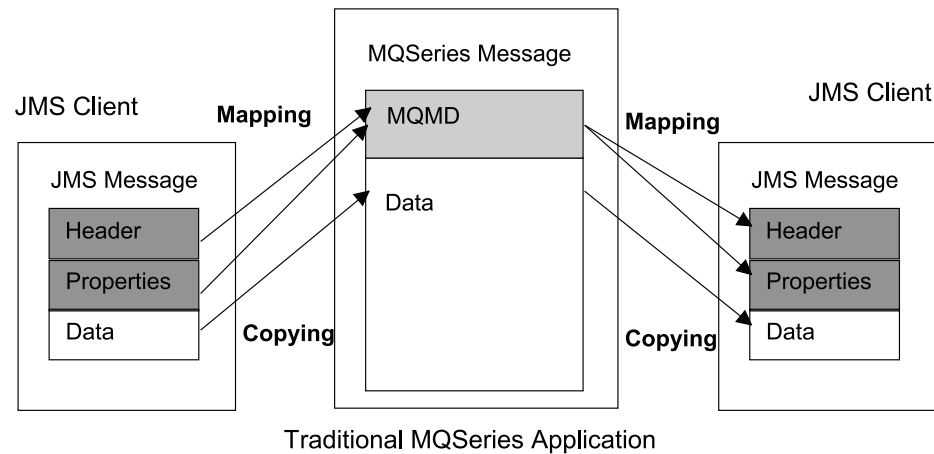 JMS Client
JMS Message
Header
Properties
Data
Mapping
Copying
MQSeries Message
MQMD
Data
Mapping
Copying
JMS Client
JMS Message
Header
Properties
Data
Traditional MQSeries Application